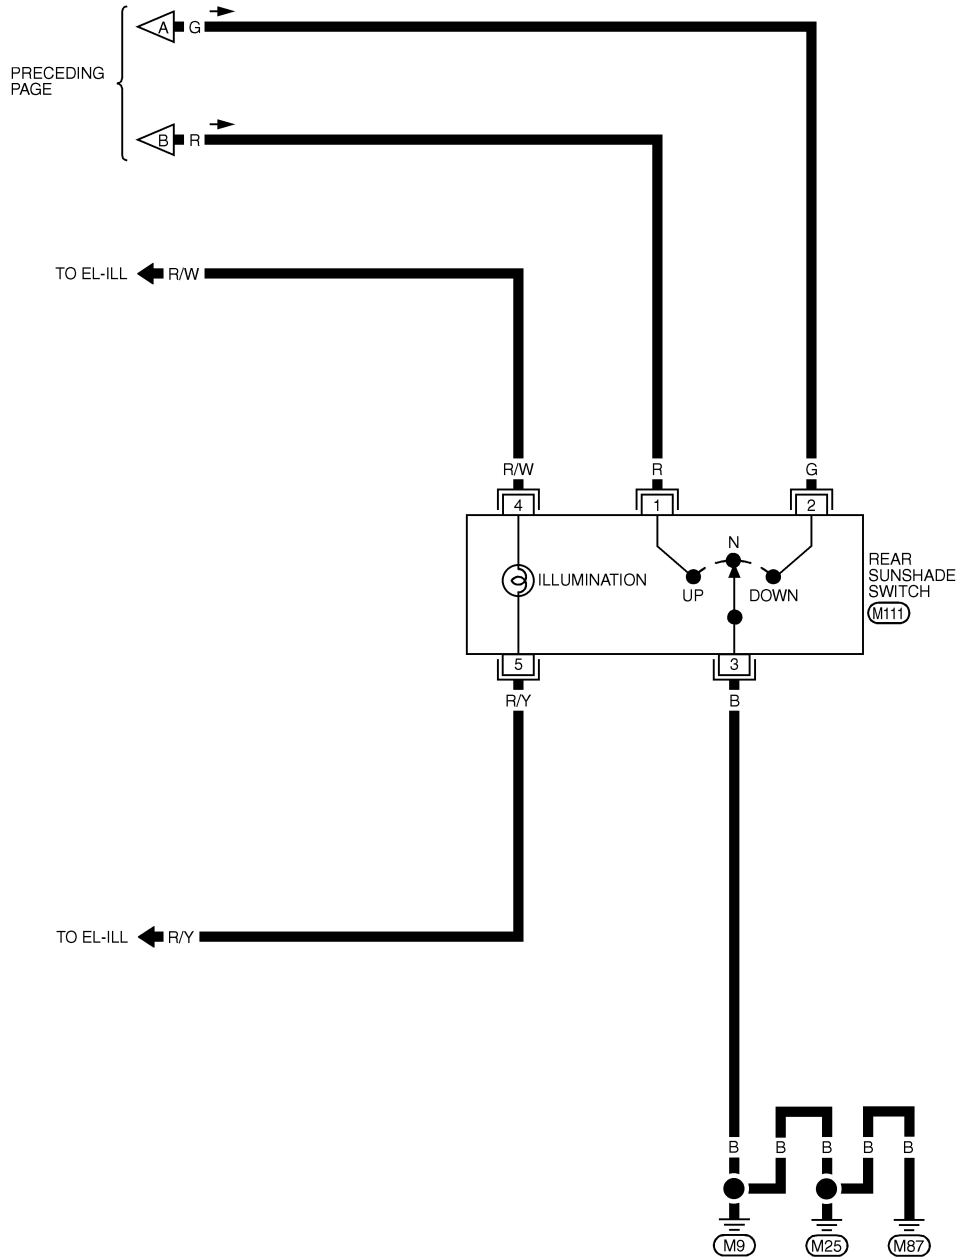 A G
PRECEDING
PAGE
B R
TO EL-ILL R/W
R/W R G
4 1 2
N
ILLUMINATION
UP DOWN
REAR
SUNSHADE
SWITCH
M111
5 3
R/Y B
TO EL-ILL R/Y
B B B B B
M9 M25 M87